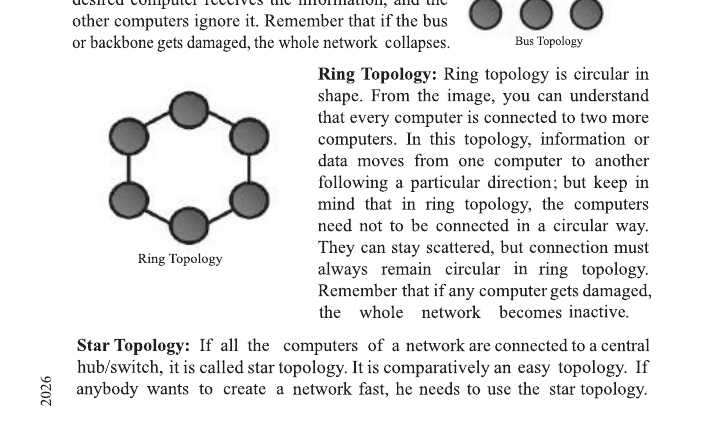 desired computer receives the information, and the
other computers ignore it. Remember that if the bus
or backbone gets damaged, the whole network collapses.
Bus Topology
Ring Topology: Ring topology is circular in
shape. From the image, you can understand
that every computer is connected to two more
computers. In this topology, information or
data moves from one computer to another
following a particular direction; but keep in
mind that in ring topology, the computers
need not to be connected in a circular way.
They can stay scattered, but connection must
always remain circular in ring topology.
Remember that if any computer gets damaged,
the whole network becomes inactive.
Ring Topology
Star Topology: If all the computers of a network are connected to a central
hub/switch, it is called star topology. It is comparatively an easy topology. If
anybody wants to create a network fast, he needs to use the star topology.
2026